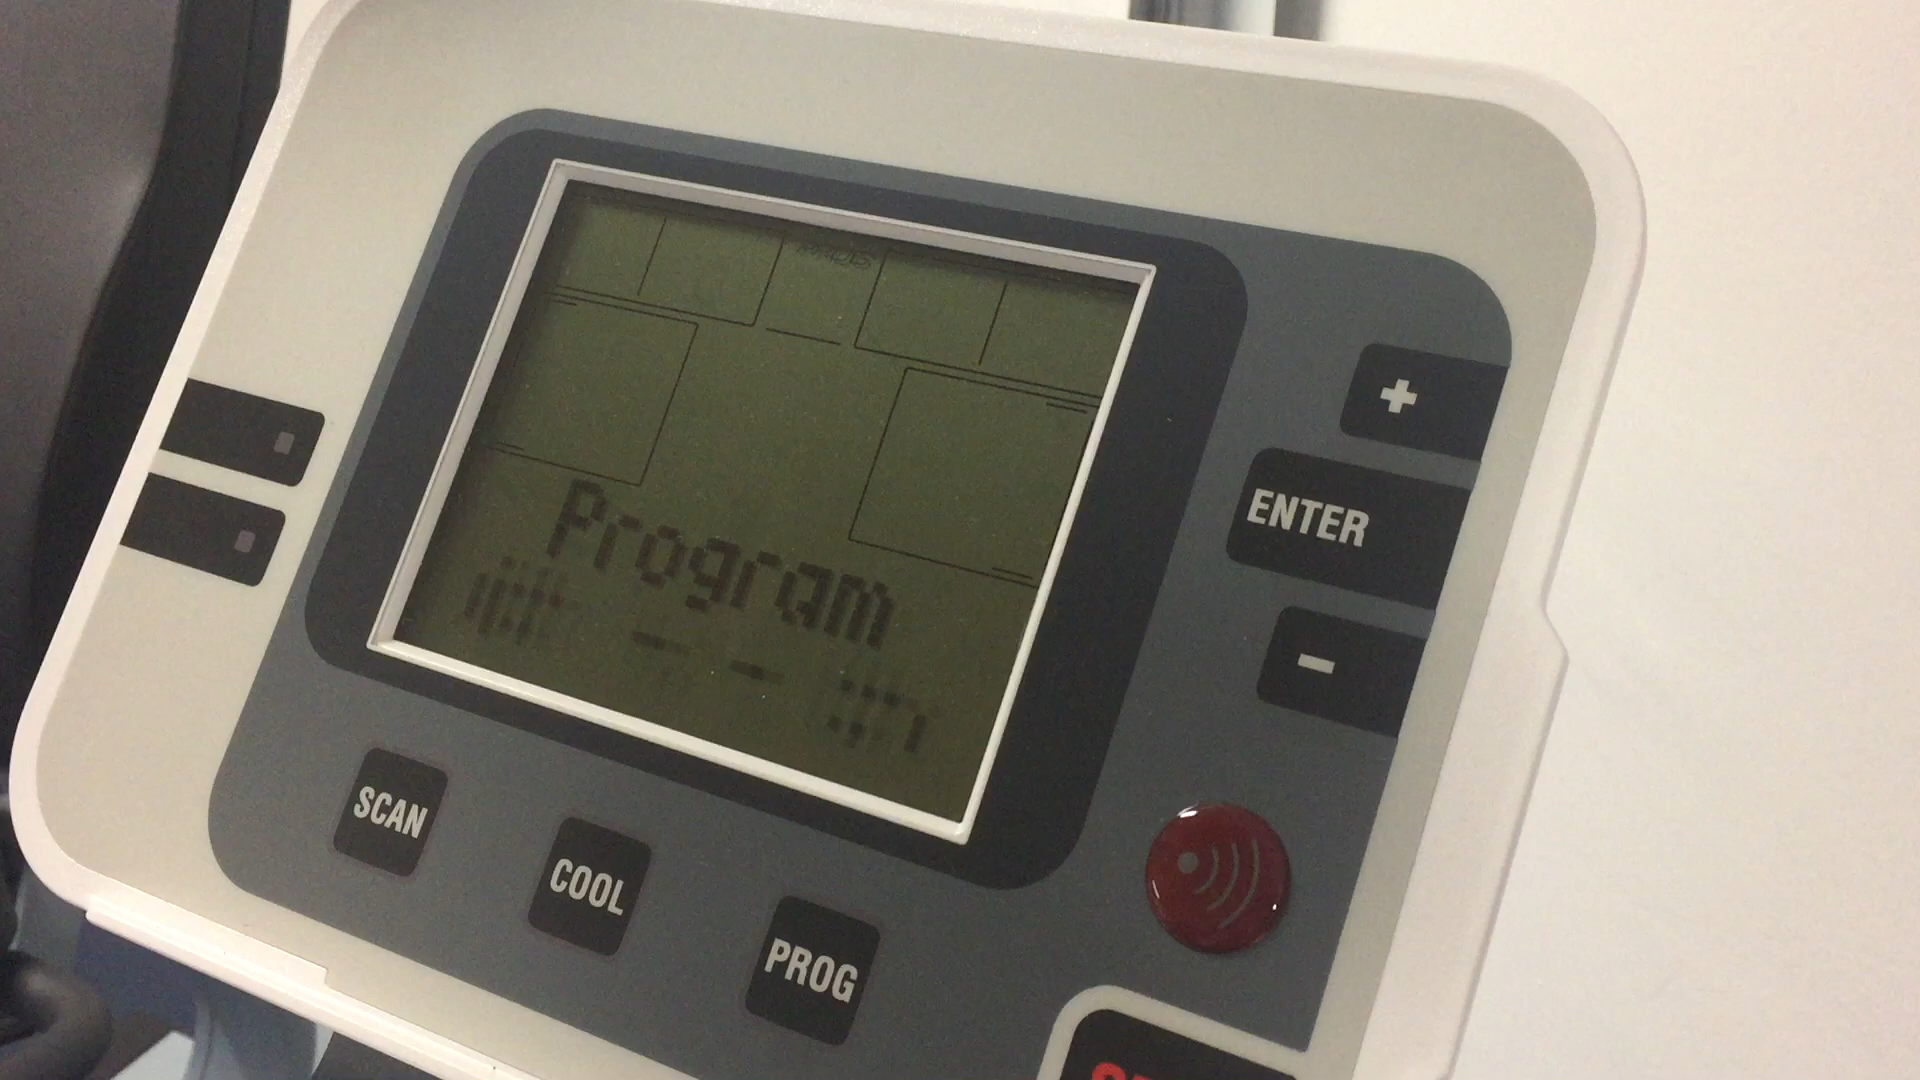 Program
+
ENTER
-
SCAN
COOL
PROG